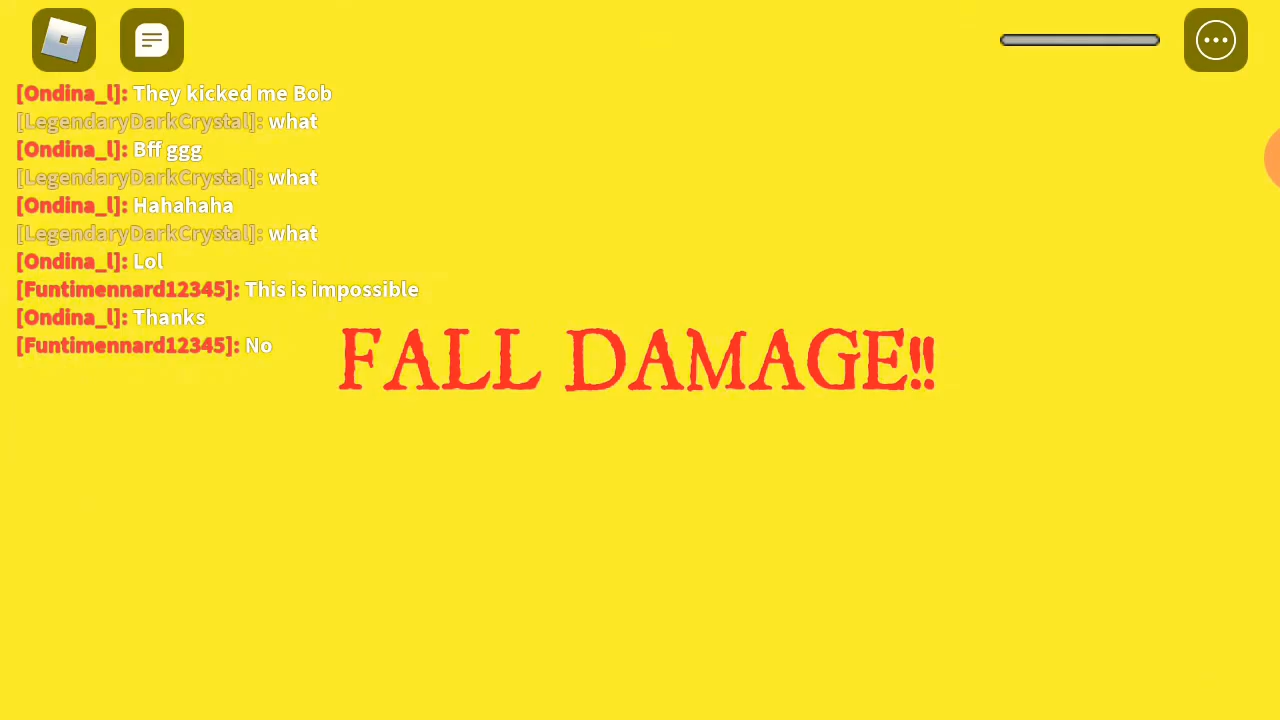 [Ondina_l]: They kicked me Bob
[LegendaryDarkCrystal]: what
[Ondina_l]: Bff ggg
[LegendaryDarkCrystal]: what
[Ondina_l]: Hahahaha
[LegendaryDarkCrystal]: what
[Ondina_l]: Lol
[Funtimennard12345]: This is impossible
[Ondina_l]: Thanks
[Funtimennard12345]: No
FALL DAMAGE!!